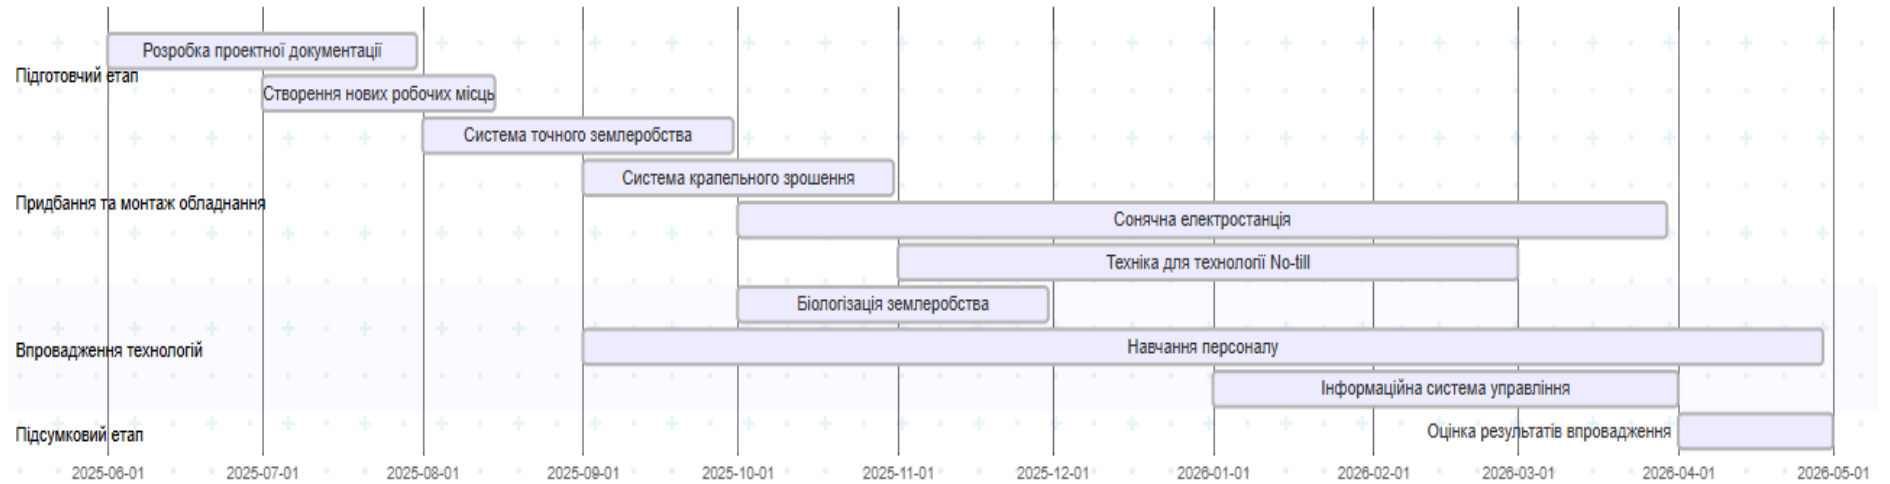 Розробка проектної документації
Підготовчий етап
Створення нових робочих місць
Система точного землеробства
Система крапельного зрошення
Придбання та монтаж обладнання
Сонячна електростанція
Техніка для технології No-till
Біологізація землеробства
Впровадження технологій
Навчання персоналу
Інформаційна система управління
Підсумковий етап
Оцінка результатів впровадження
2025-06-01 2025-07-01 2025-08-01 2025-09-01 2025-10-01 2025-11-01 2025-12-01 2026-01-01 2026-02-01 2026-03-01 2026-04-01 2026-05-01